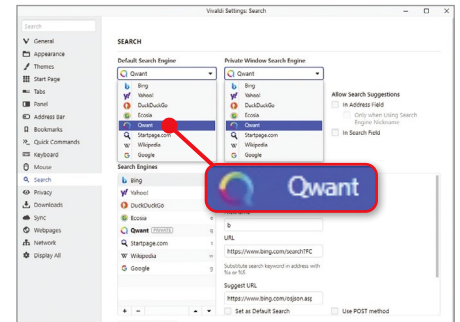 Vivaldi Settings: Search
Search
General
Appearance
Themes
Start Page
Tabs
Panel
Address Bar
Bookmarks
Quick Commands
Keyboard
Mouse
Search
Privacy
Downloads
Sync
Webpages
Network
Display All
SEARCH
Default Search Engine
Qwant
Bing
Yahoo!
DuckDuckGo
Ecosia
Qwant
Startpage.com
Wikipedia
Google
Private Window Search Engine
Qwant
Bing
Yahoo!
DuckDuckGo
Ecosia
Qwant
Startpage.com
Wikipedia
Google
Allow Search Suggestions
In Address Field
Only when Using Search
Engine Nickname
In Search Field
Search Engines
Bing
Yahoo!
DuckDuckGo
Ecosia
Qwant (PRIVATE) q
Startpage.com
Wikipedia
Google g
Qwant
b
URL
https://www.bing.com/search?FC
Substitute search keyword in address with
%s or %R
Suggest URL
https://www.bing.com/osjson.asp
Set as Default Search
Use POST method